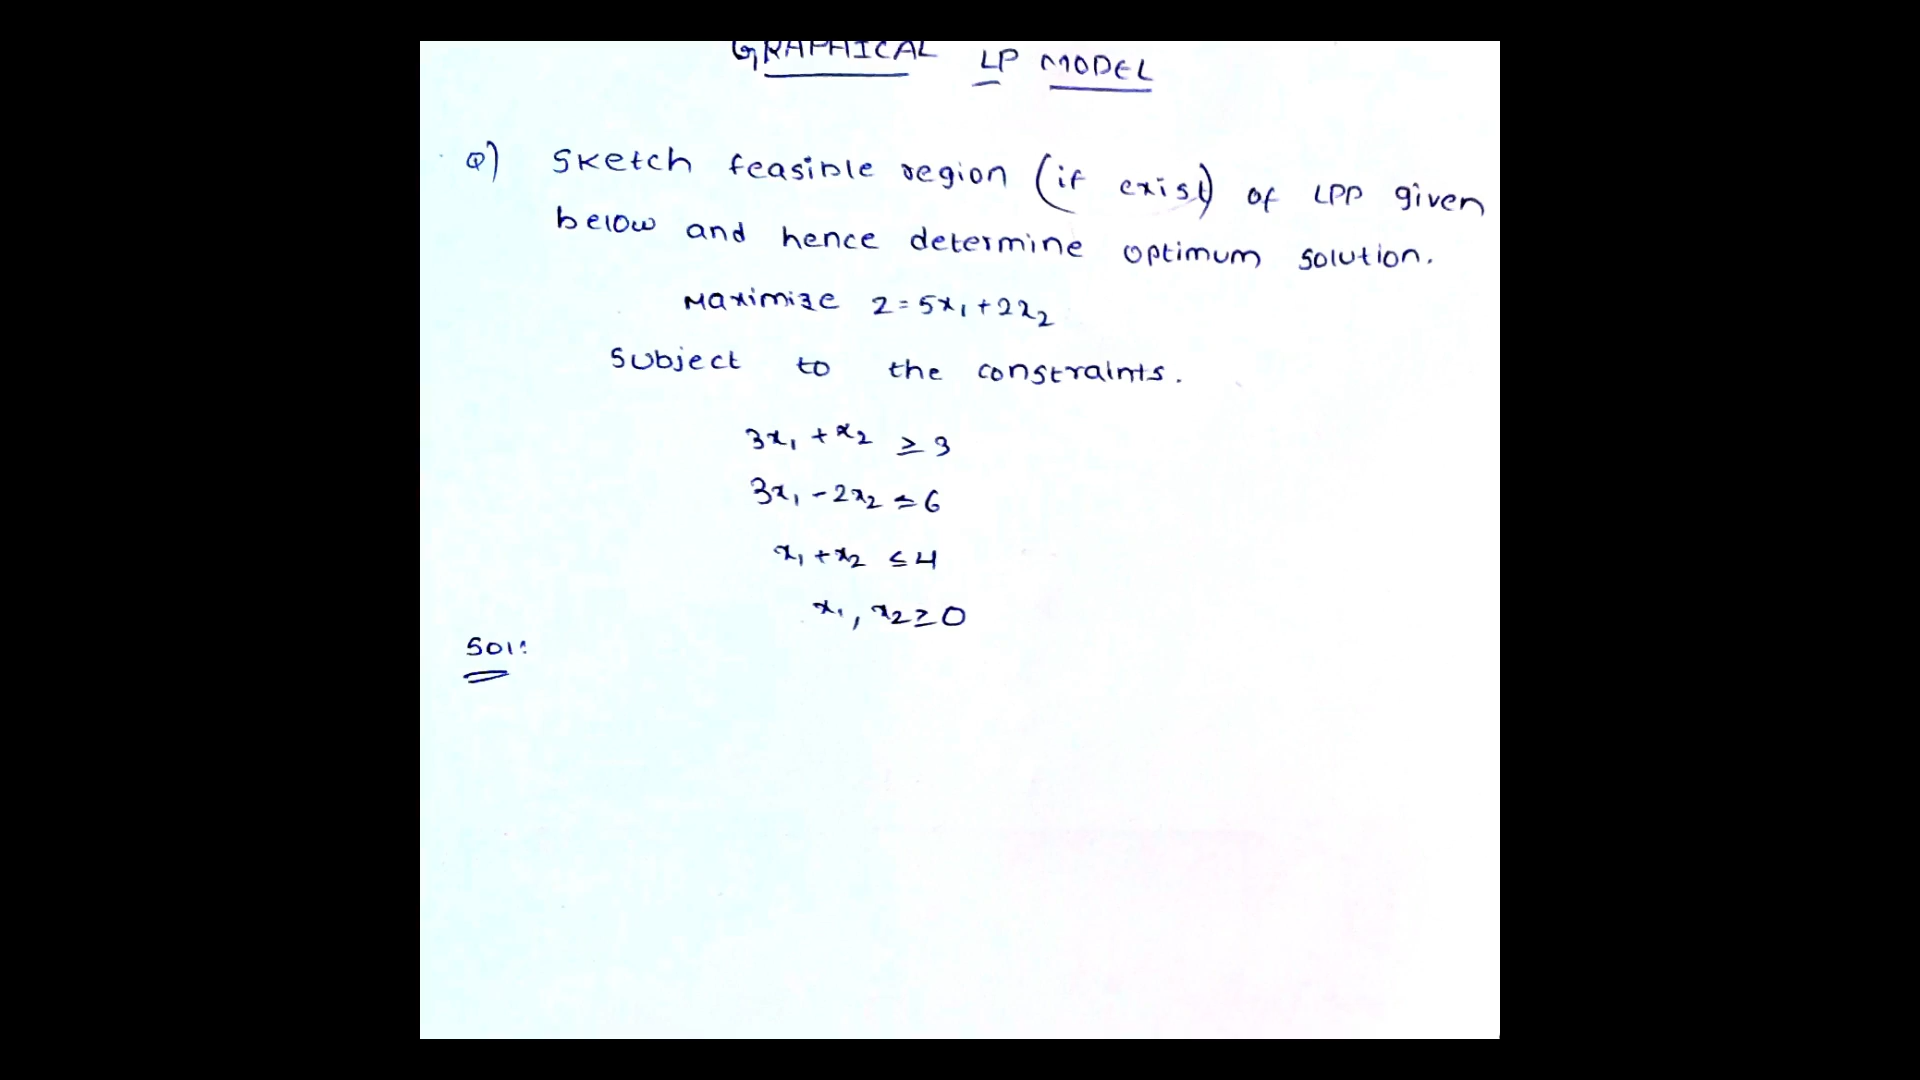 GRAPHICAL LP MODEL
Q) Sketch feasible region (if exist) of LPP given
below and hence determine optimum solution.
Maximize Z=5x₁+2x₂
Subject to the constraints.
3x₁+x₂ ≥ 3
3x₁-2x₂ ≤ 6
x₁+x₂ ≤ 4
x₁, x₂ ≥ 0
Sol: